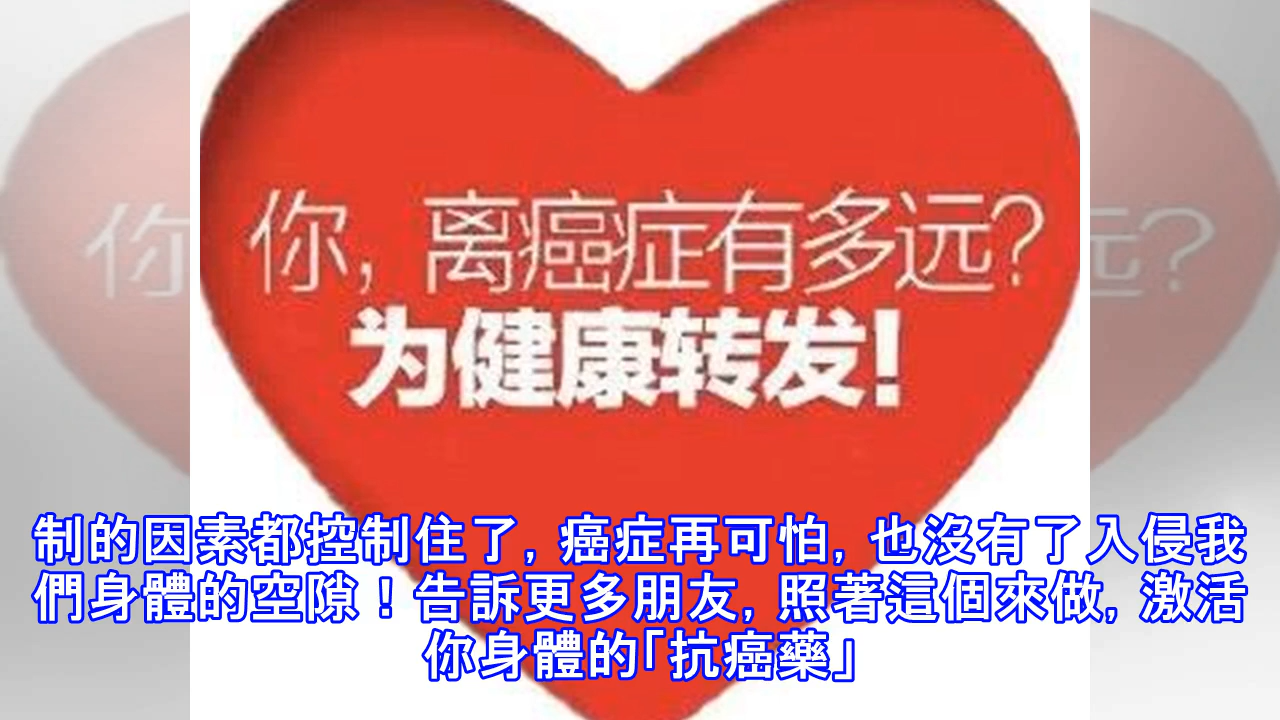 你，离癌症有多远？
为健康转发！
你
远？
制的因素都控制住了，癌症再可怕，也沒有了入侵我
們身體的空隙！告訴更多朋友，照著這個來做，激活
你身體的「抗癌藥」